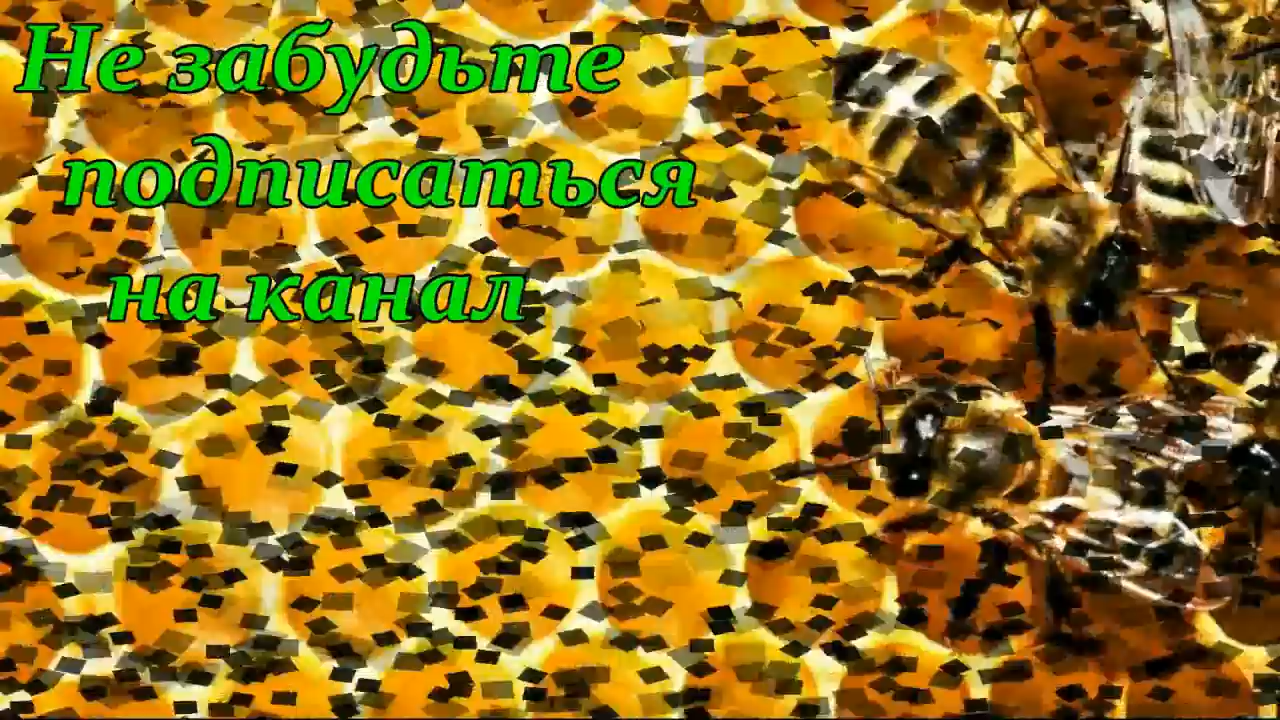 Не забудьте
подписаться
на канал